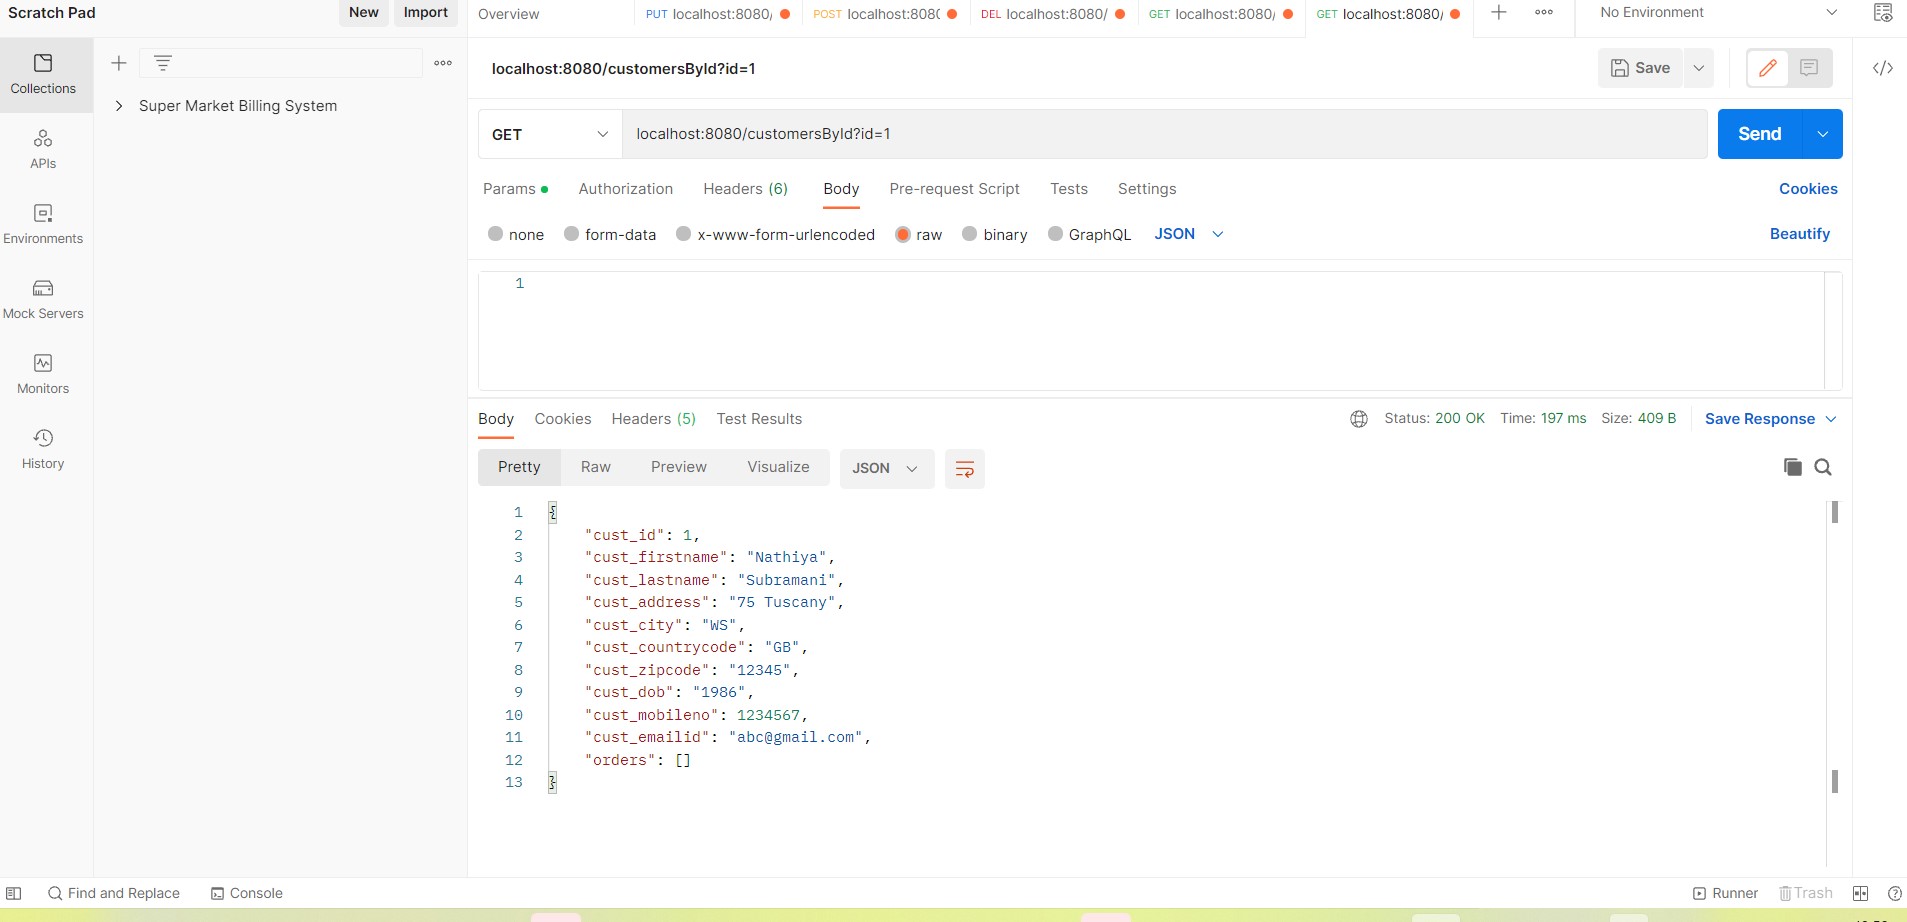 Scratch Pad
New
Import
Overview
PUT localhost:8080/
POST localhost:808(
DEL localhost:8080/
GET localhost:8080/
GET localhost:8080/
No Environment
Collections
APIs
Environments
Mock Servers
Monitors
History
Super Market Billing System
localhost:8080/customersById?id=1
Save
GET
localhost:8080/customersById?id=1
Send
Params
Authorization
Headers (6)
Body
Pre-request Script
Tests
Settings
Cookies
none
form-data
x-www-form-urlencoded
raw
binary
GraphQL
JSON
Beautify
1
Body
Cookies
Headers (5)
Test Results
Status: 200 OK
Time: 197 ms
Size: 409 B
Save Response
Pretty
Raw
Preview
Visualize
JSON
1 {
2 "cust_id": 1,
3 "cust_firstname": "Nathiya",
4 "cust_lastname": "Subramani",
5 "cust_address": "75 Tuscany",
6 "cust_city": "WS",
7 "cust_countrycode": "GB",
8 "cust_zipcode": "12345",
9 "cust_dob": "1986",
10 "cust_mobileno": 1234567,
11 "cust_emailid": "abc@gmail.com",
12 "orders": []
13 }
Find and Replace
Console
Runner
Trash